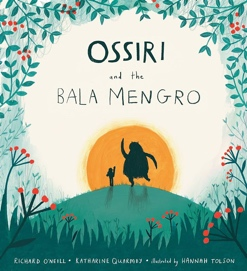 OSSIRI
and the
BALA MENGRO
RICHARD O'NEILL • KATHARINE QUARMBY • illustrated by HANNAH TOLSON